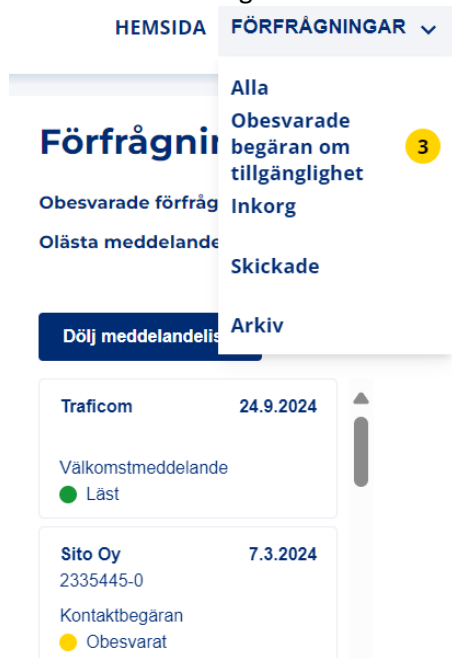 HEMSIDA FÖRFRÅGNINGAR
Alla
Obesvarade
begäran om
tillgänglighet
3
Inkorg
Skickade
Arkiv
Förfrågnin
Obesvarade förfråg
Olästa meddelande
Dölj meddelandelis
Traficom 24.9.2024
Välkomstmeddelande
Läst
Sito Oy 7.3.2024
2335445-0
Kontaktbegäran
Obesvarat